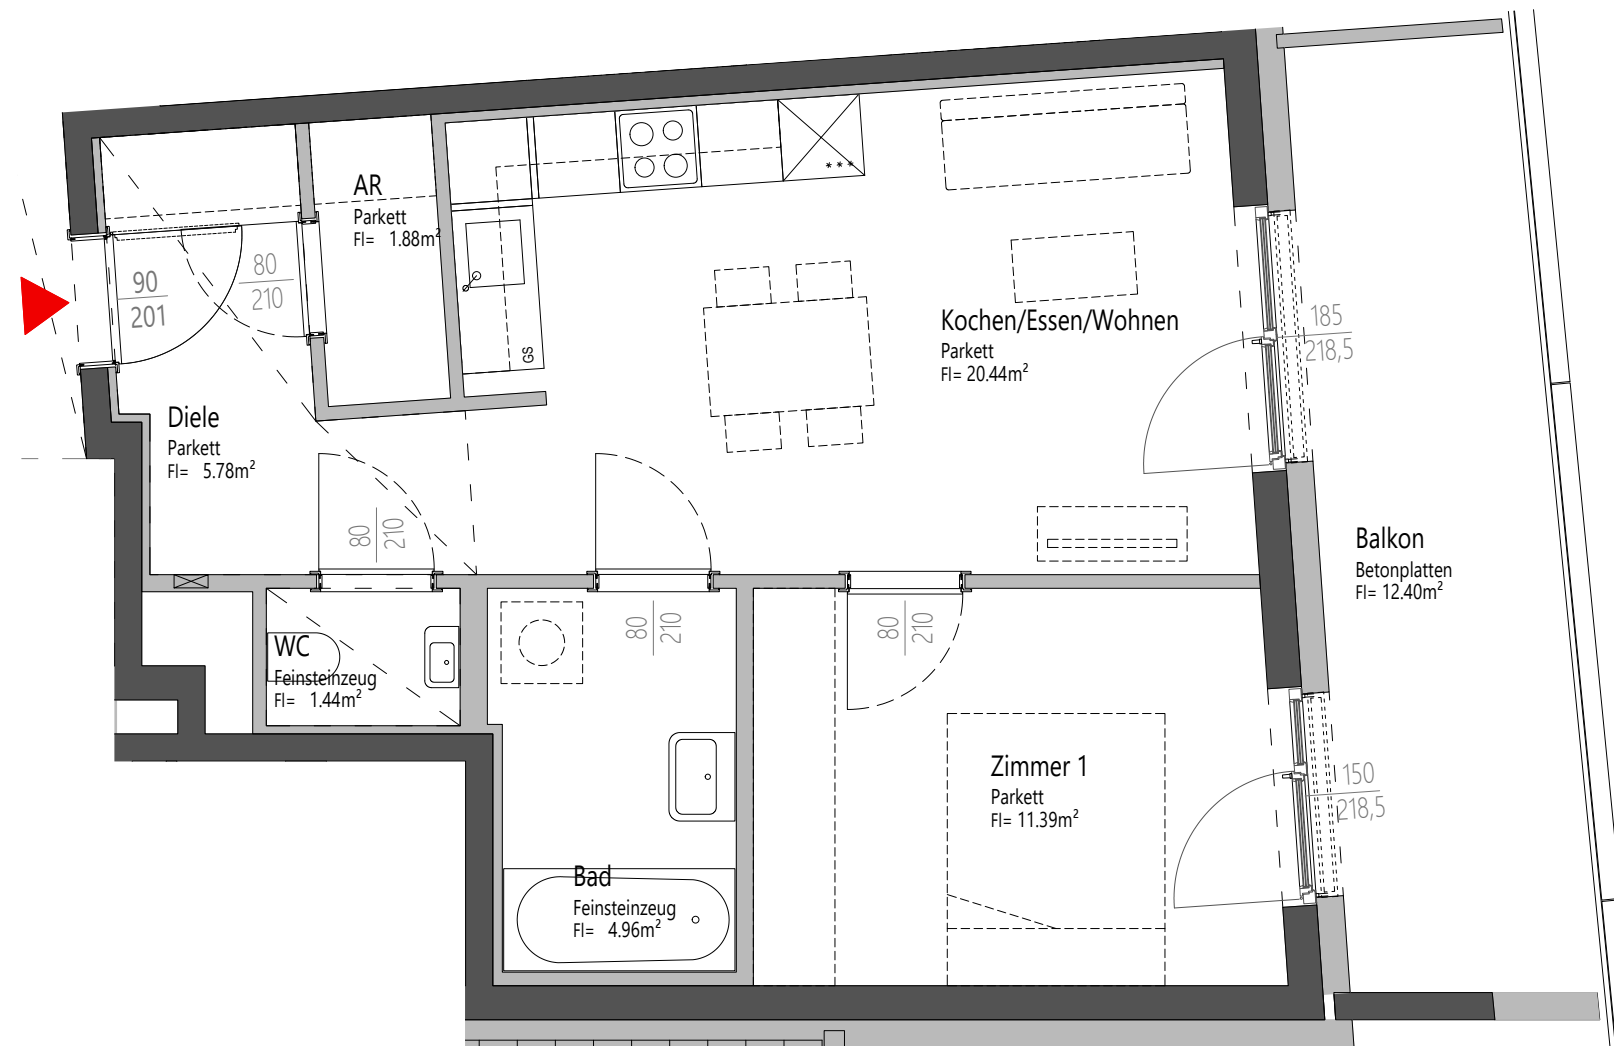 AR
Parkett
Fl= 1.88m²
90
201
80
210
GS
***
Kochen/Essen/Wohnen
Parkett
Fl= 20.44m²
185
218,5
Diele
Parkett
Fl= 5.78m²
80
210
Balkon
Betonplatten
Fl= 12.40m²
WC
Feinsteinzeug
Fl= 1.44m²
80
210
80
210
Zimmer 1
Parkett
Fl= 11.39m²
150
218,5
Bad
Feinsteinzeug
Fl= 4.96m²